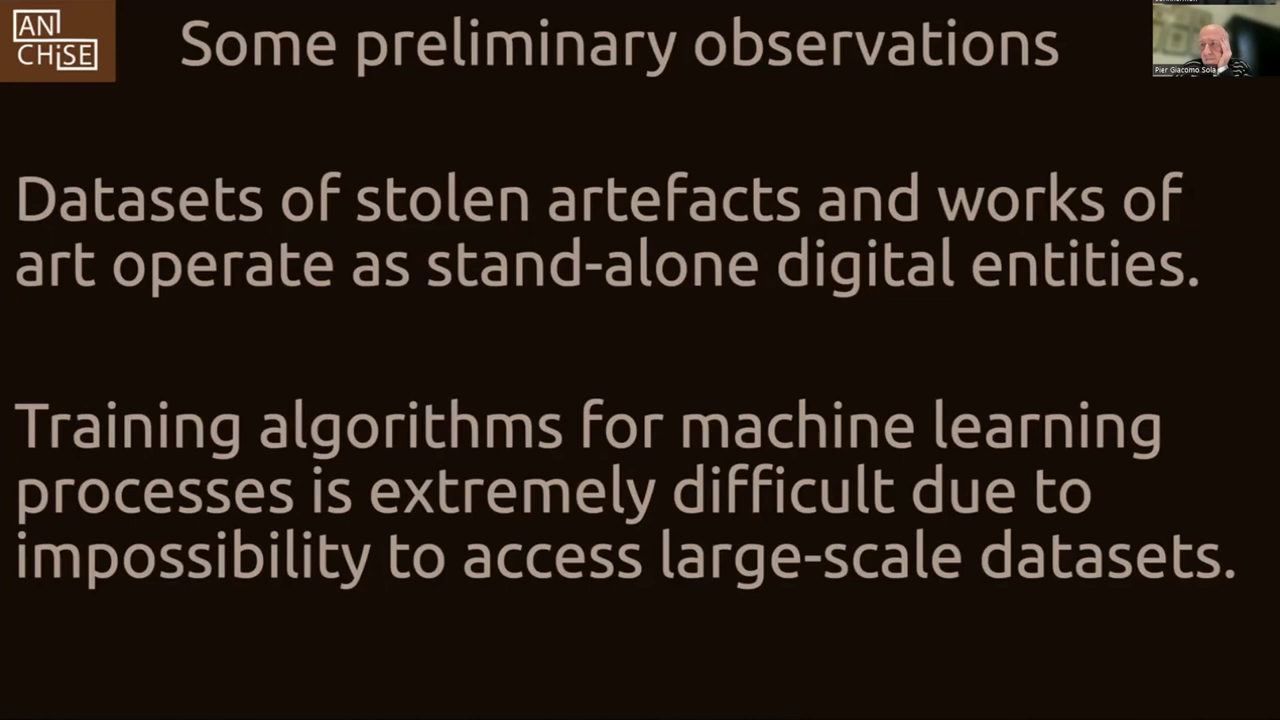 AN
CHiSE
Some preliminary observations
Pier Giacomo Sola
Datasets of stolen artefacts and works of
art operate as stand-alone digital entities.
Training algorithms for machine learning
processes is extremely difficult due to
impossibility to access large-scale datasets.